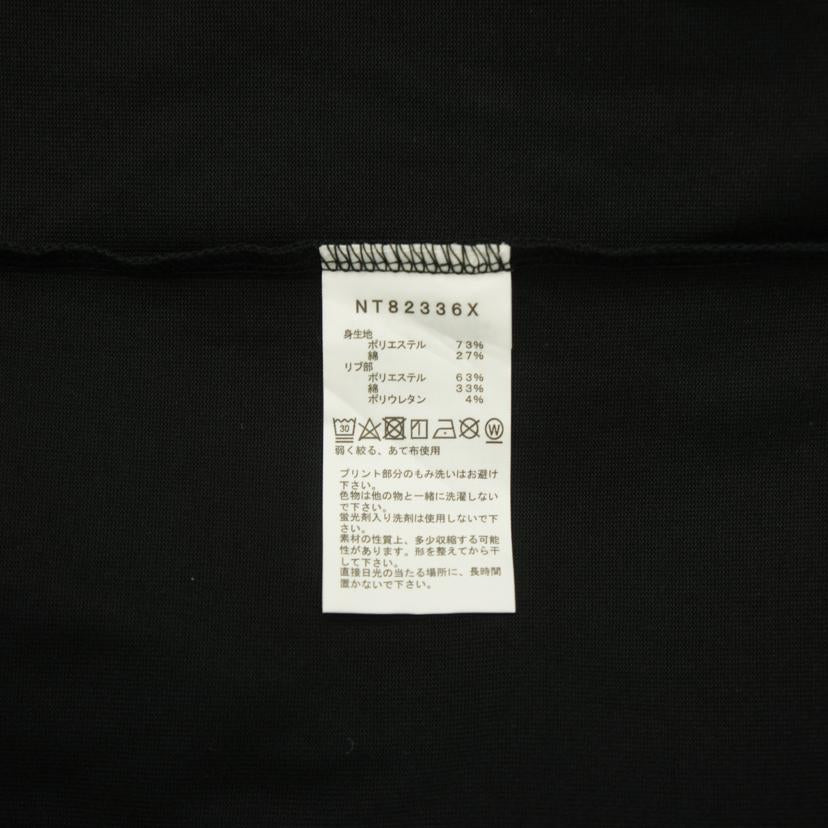 NT82336X
身生地
ポリエステル 73%
綿 27%
リブ部
ポリエステル 63%
綿 33%
ポリウレタン 4%
30 W
弱く絞る、あて布使用
プリント部分のもみ洗いはお避け
下さい。
色物は他の物と一緒に洗濯しない
で下さい。
蛍光剤入り洗剤は使用しないで下
さい。
素材の性質上、多少収縮する可能
性があります。形を整えてから干
して下さい。
直接日光の当たる場所に、長時間
置かないで下さい。